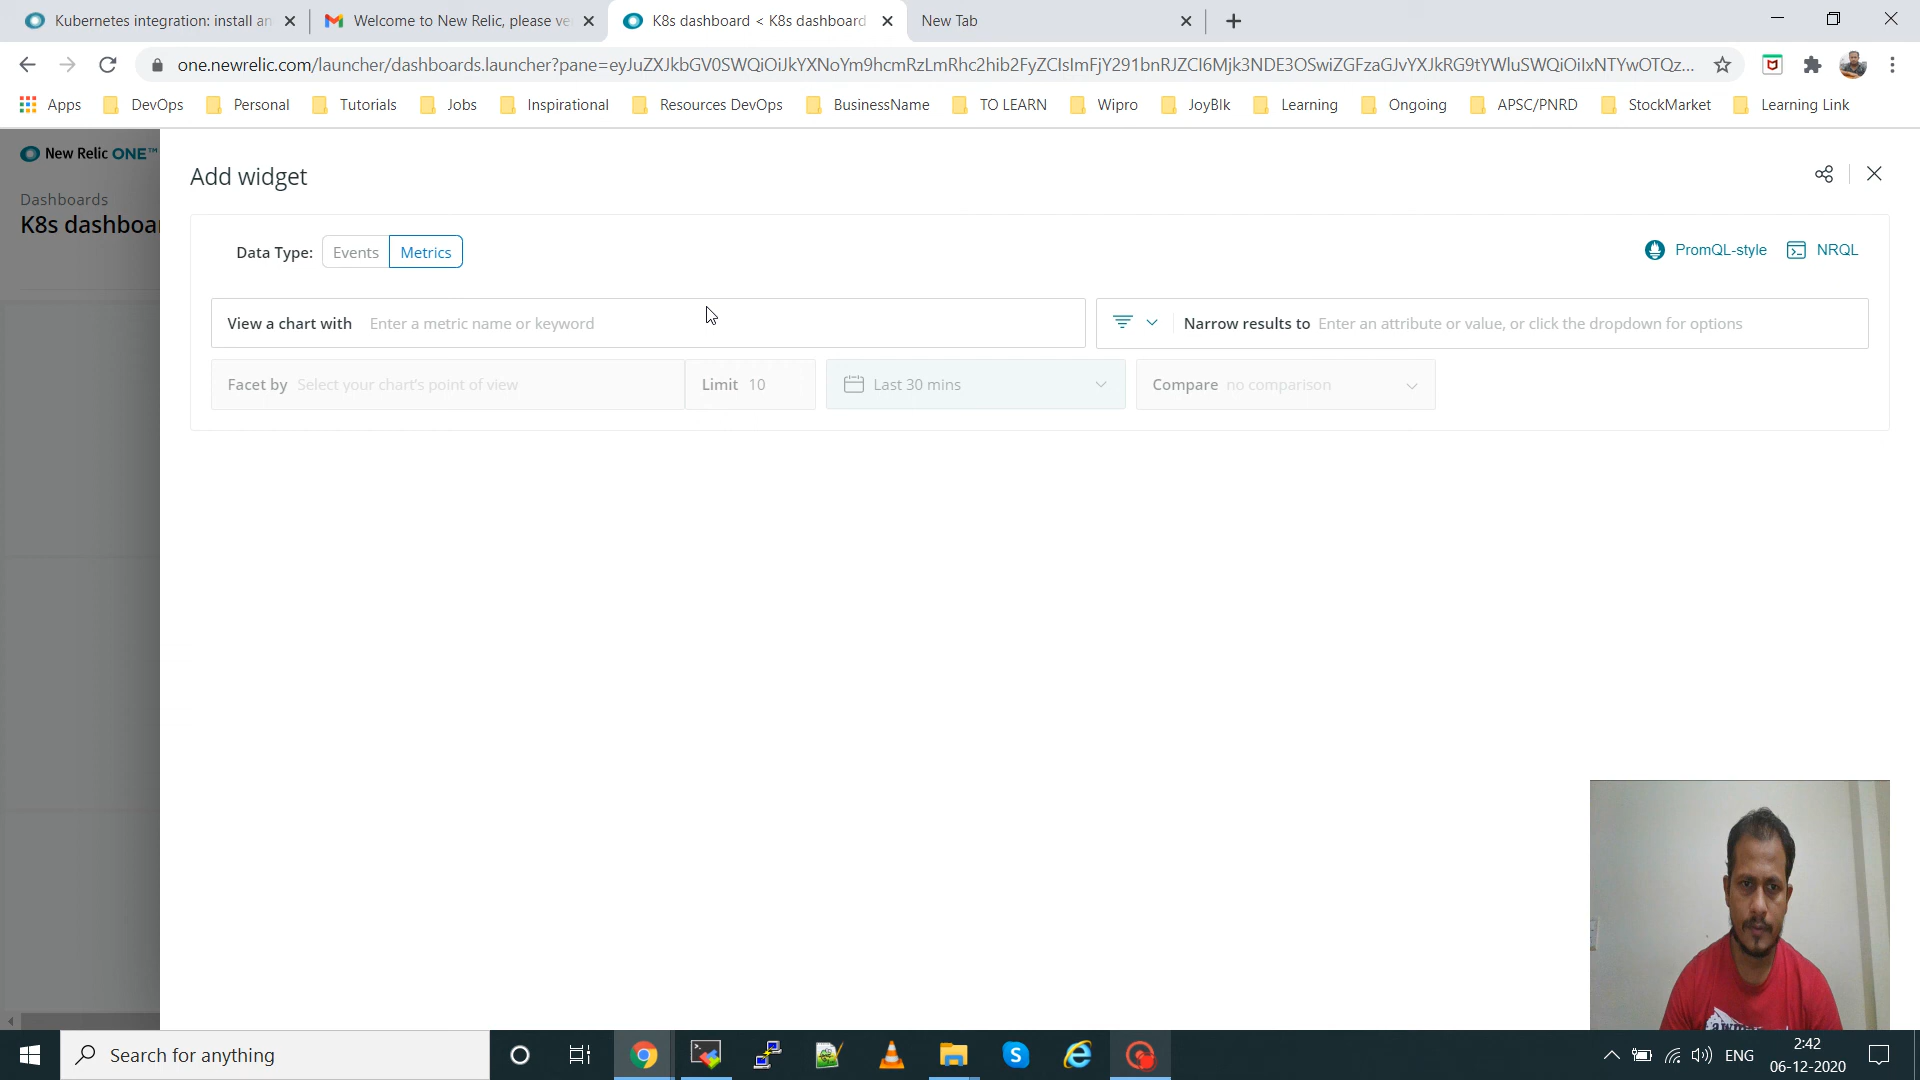 Kubernetes integration: install an
Welcome to New Relic, please ve
K8s dashboard < K8s dashboard
New Tab
one.newrelic.com/launcher/dashboards.launcher?pane=eyJuZXJkbGV0SWQiOiJkYXNoYm9hcmRzLmRhc2hib2FyZCIsImFjY291bnRJZCI6Mjk3NDE3OSwiZGFzaGJvYXJkRG9tYWluSWQiOiIxNTYwOTQz...
Apps
DevOps
Personal
Tutorials
Jobs
Inspirational
Resources DevOps
BusinessName
TO LEARN
Wipro
JoyBlk
Learning
Ongoing
APSC/PNRD
StockMarket
Learning Link
New Relic ONE™
Dashboards
K8s dashboa
Add widget
Data Type: Events Metrics
PromQL-style
NRQL
View a chart with Enter a metric name or keyword
Narrow results to Enter an attribute or value, or click the dropdown for options
Facet by Select your chart's point of view
Limit 10
Last 30 mins
Compare no comparison
Search for anything
ENG
2:42
06-12-2020